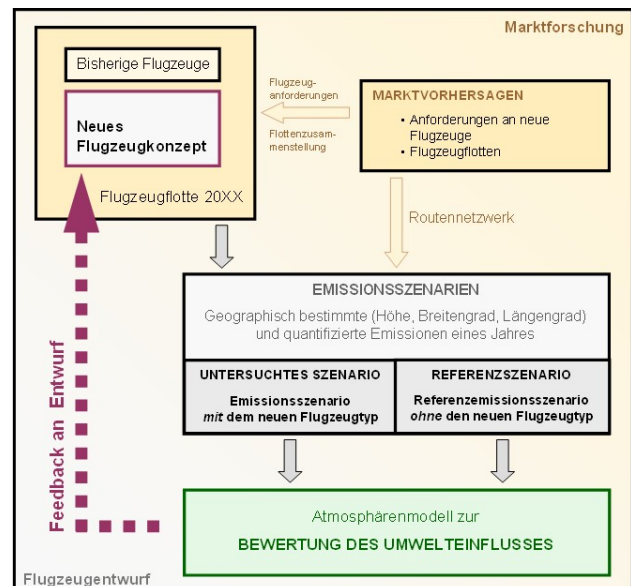 Marktforschung
Bisherige Flugzeuge
Neues
Flugzeugkonzept
Flugzeugflotte 20XX
Flugzeug-
anforderungen
Flottenzusam-
menstellung
MARKTVORHERSAGEN
• Anforderungen an neue
Flugzeuge
• Flugzeugflotten
Routennetzwerk
EMISSIONSSZENARIEN
Geographisch bestimmte (Höhe, Breitengrad, Längengrad)
und quantifizierte Emissionen eines Jahres
UNTERSUCHTES SZENARIO
Emissionsszenario
mit dem neuen Flugzeugtyp
REFERENZSZENARIO
Referenzemissionsszenario
ohne den neuen Flugzeugtyp
Feedback an Entwurf
Atmosphärenmodell zur
BEWERTUNG DES UMWELTEINFLUSSES
Flugzeugentwurf